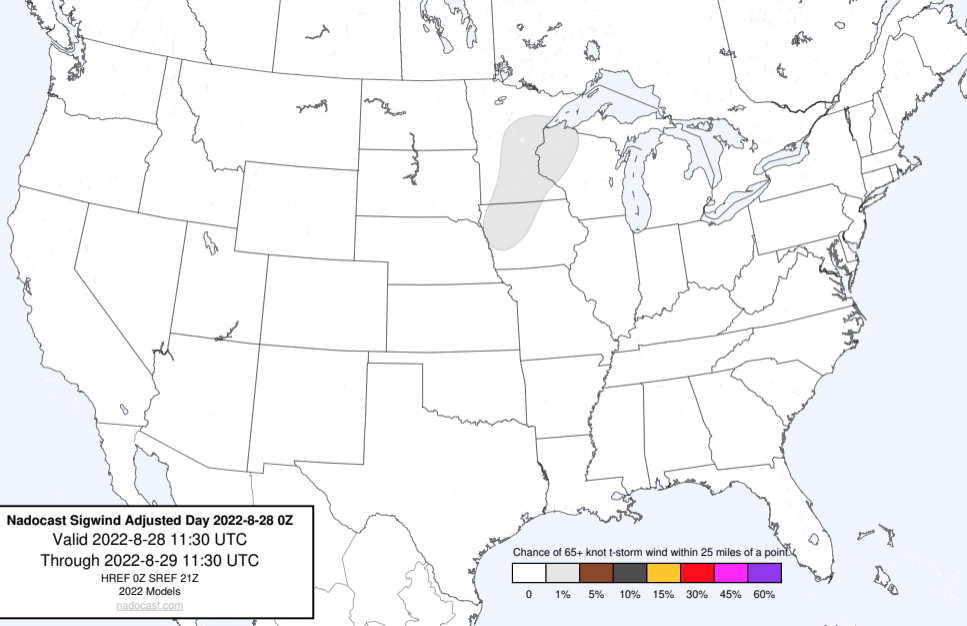 Nadocast Sigwind Adjusted Day 2022-8-28 0Z
Valid 2022-8-28 11:30 UTC
Through 2022-8-29 11:30 UTC
HREF 0Z SREF 21Z
2022 Models
nadocast.com
Chance of 65+ knot t-storm wind within 25 miles of a point.
0 1% 5% 10% 15% 30% 45% 60%